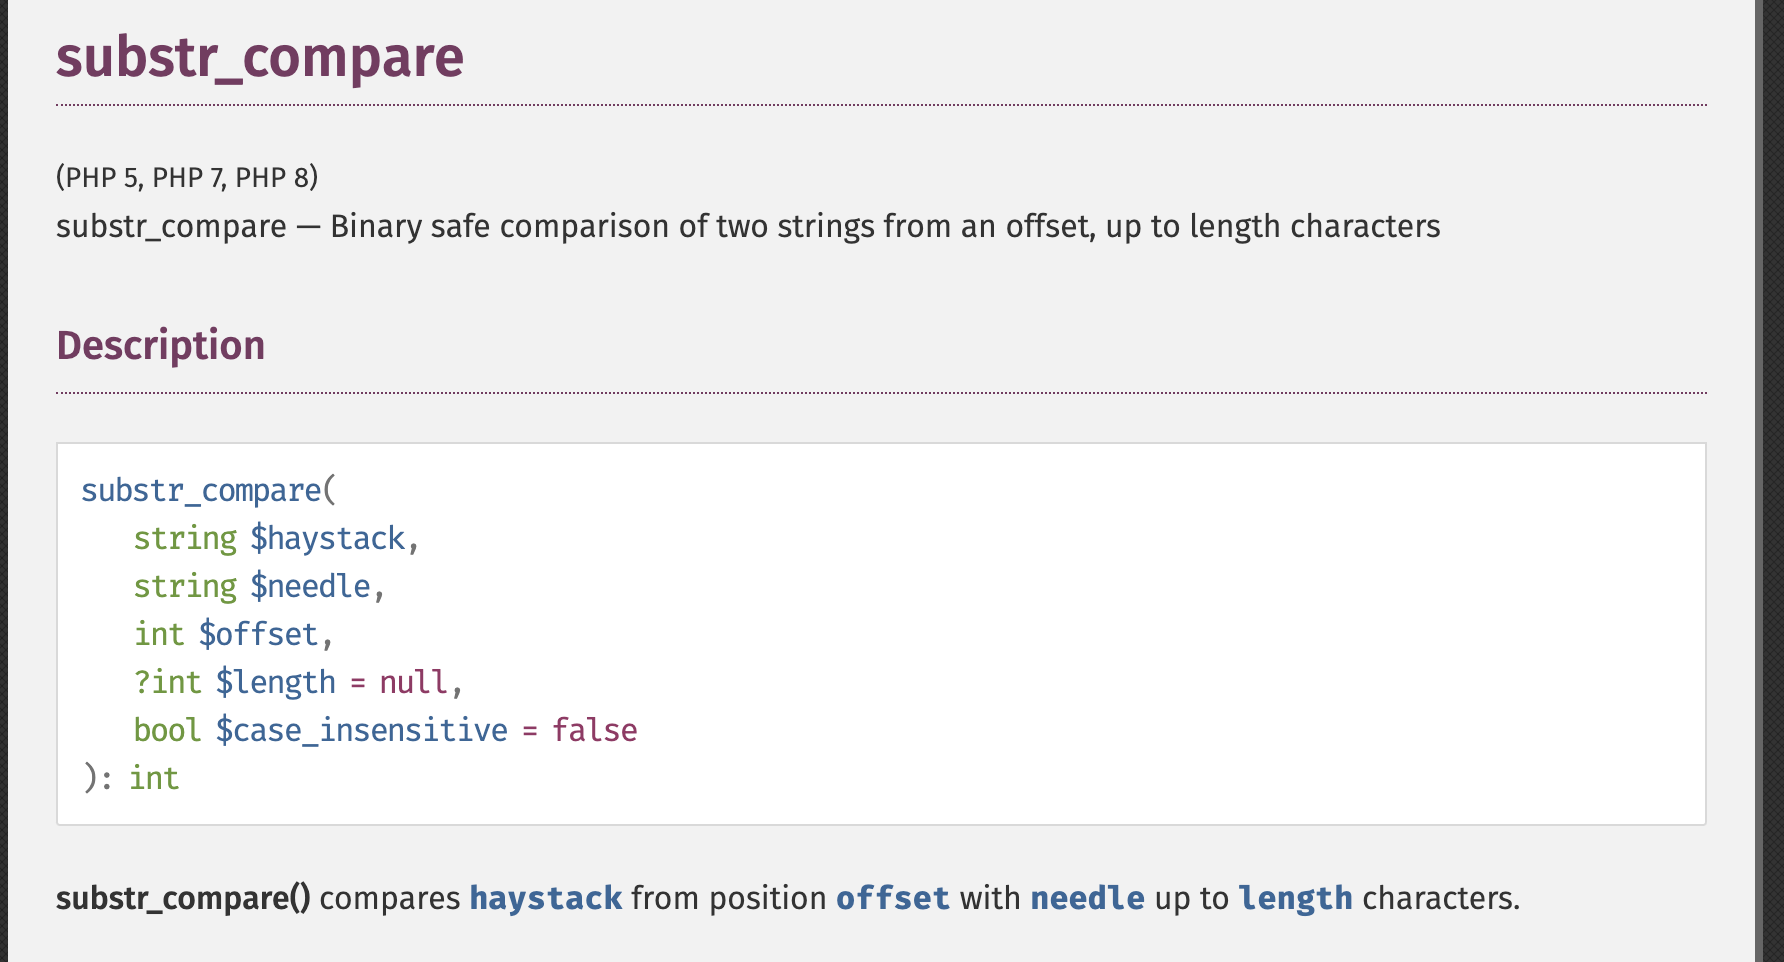 substr_compare
(PHP 5, PHP 7, PHP 8)
substr_compare — Binary safe comparison of two strings from an offset, up to length characters
Description
substr_compare(
string $haystack,
string $needle,
int $offset,
?int $length = null,
bool $case_insensitive = false
): int
substr_compare() compares haystack from position offset with needle up to length characters.